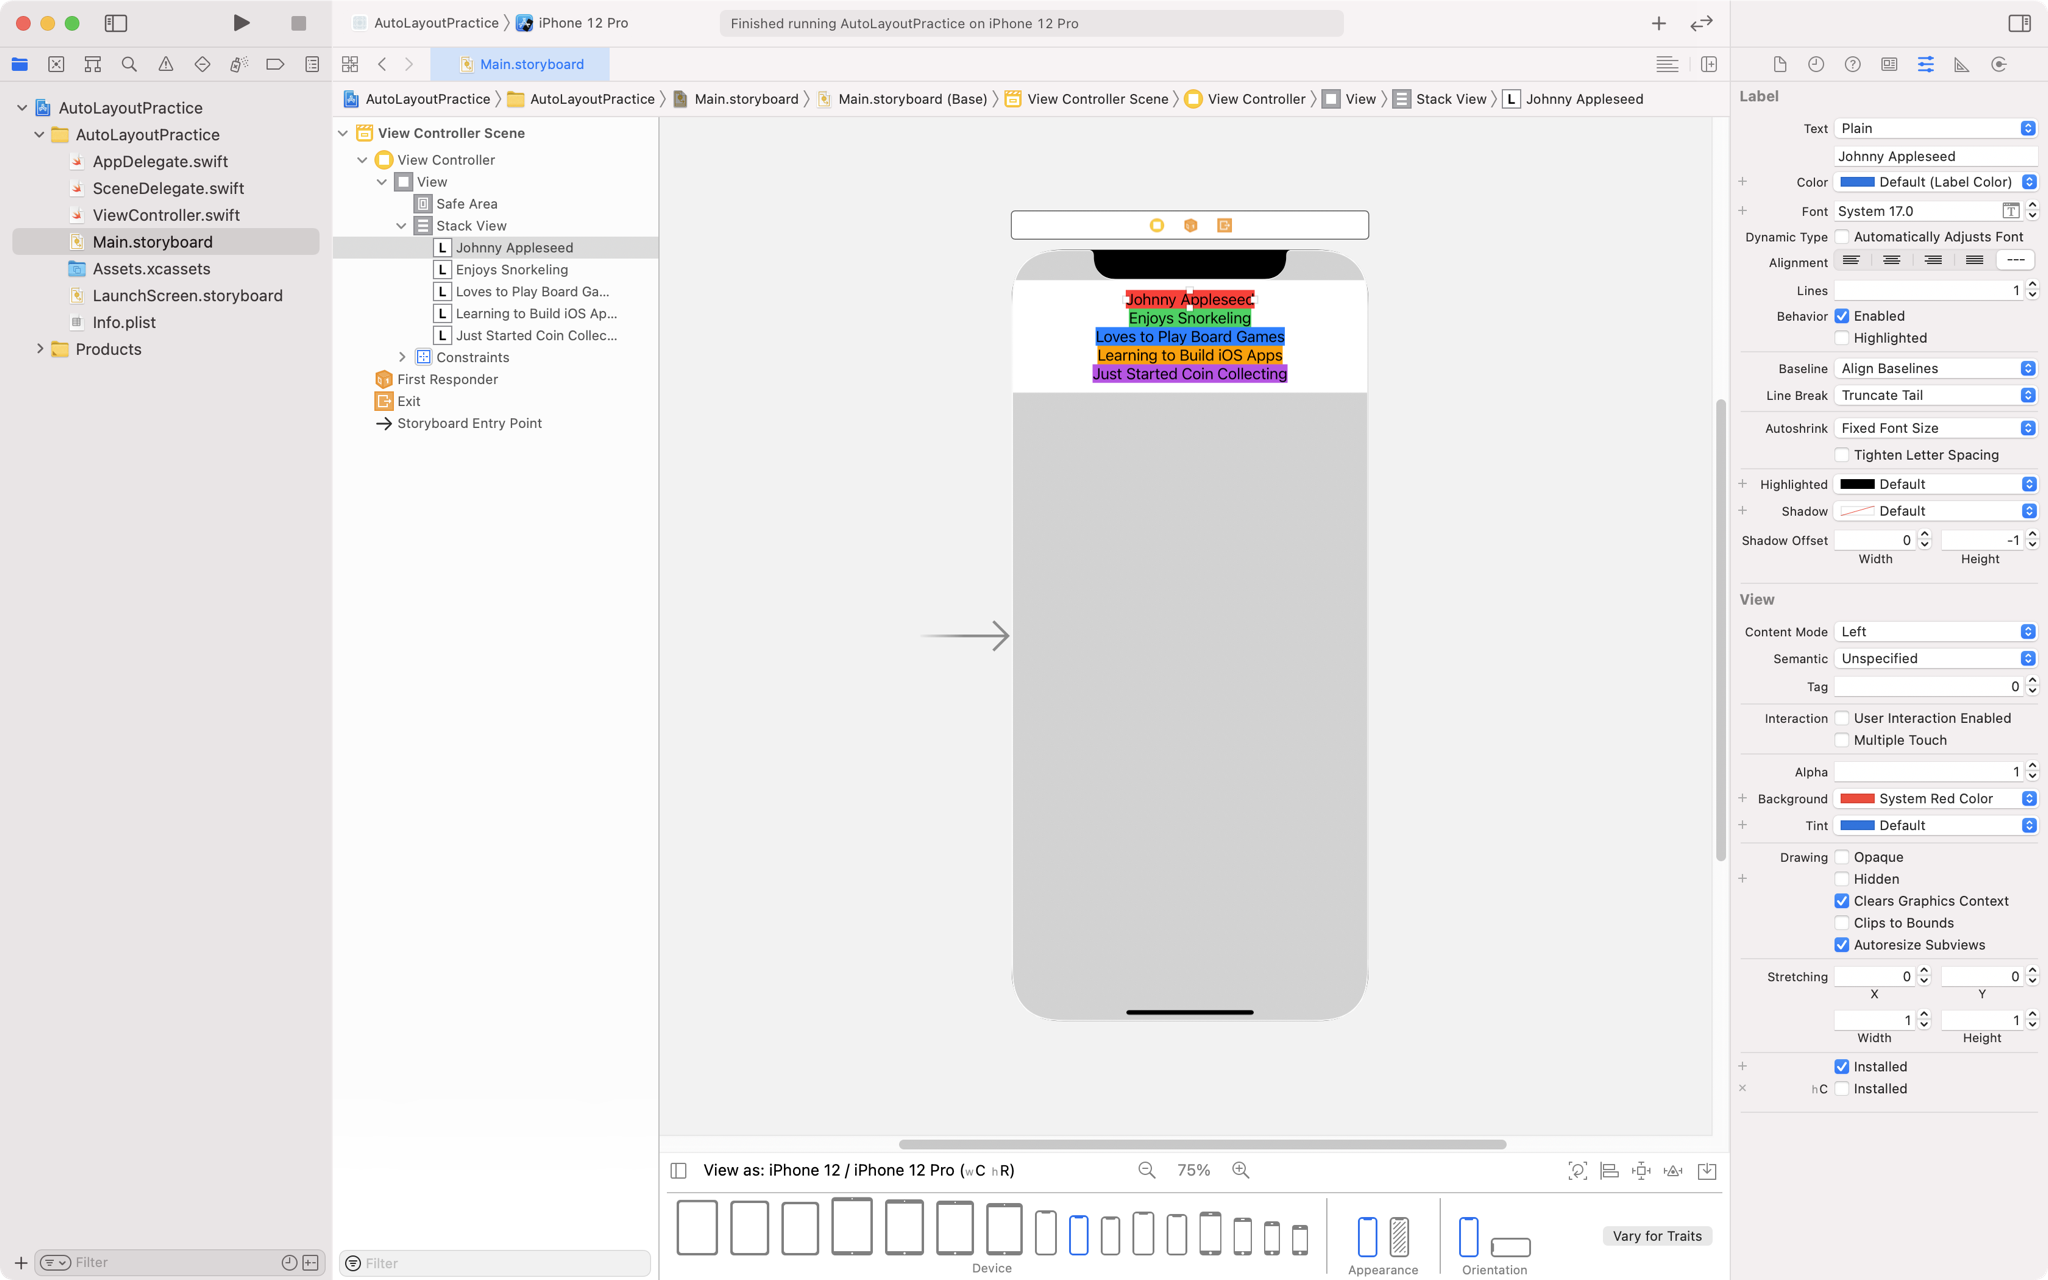 AutoLayoutPractice iPhone 12 Pro
Finished running AutoLayoutPractice on iPhone 12 Pro
Main.storyboard
AutoLayoutPractice AutoLayoutPractice Main.storyboard Main.storyboard (Base) View Controller Scene View Controller View Stack View L Johnny Appleseed
AutoLayoutPractice
AutoLayoutPractice
AppDelegate.swift
SceneDelegate.swift
ViewController.swift
Main.storyboard
Assets.xcassets
LaunchScreen.storyboard
Info.plist
Products
Filter
View Controller Scene
View Controller
View
Safe Area
Stack View
L Johnny Appleseed
L Enjoys Snorkeling
L Loves to Play Board Ga...
L Learning to Build iOS Ap...
L Just Started Coin Collec...
Constraints
First Responder
Exit
Storyboard Entry Point
Filter
Johnny Appleseed
Enjoys Snorkeling
Loves to Play Board Games
Learning to Build iOS Apps
Just Started Coin Collecting
View as: iPhone 12 / iPhone 12 Pro (wC hR)
75%
Device
Appearance
Orientation
Vary for Traits
Label
Text Plain
Johnny Appleseed
Color Default (Label Color)
Font System 17.0
Dynamic Type Automatically Adjusts Font
Alignment ---
Lines 1
Behavior Enabled
Highlighted
Baseline Align Baselines
Line Break Truncate Tail
Autoshrink Fixed Font Size
Tighten Letter Spacing
Highlighted Default
Shadow Default
Shadow Offset 0 -1
Width Height
View
Content Mode Left
Semantic Unspecified
Tag 0
Interaction User Interaction Enabled
Multiple Touch
Alpha 1
Background System Red Color
Tint Default
Drawing Opaque
Hidden
Clears Graphics Context
Clips to Bounds
Autoresize Subviews
Stretching 0 0
X Y
1 1
Width Height
Installed
hC Installed